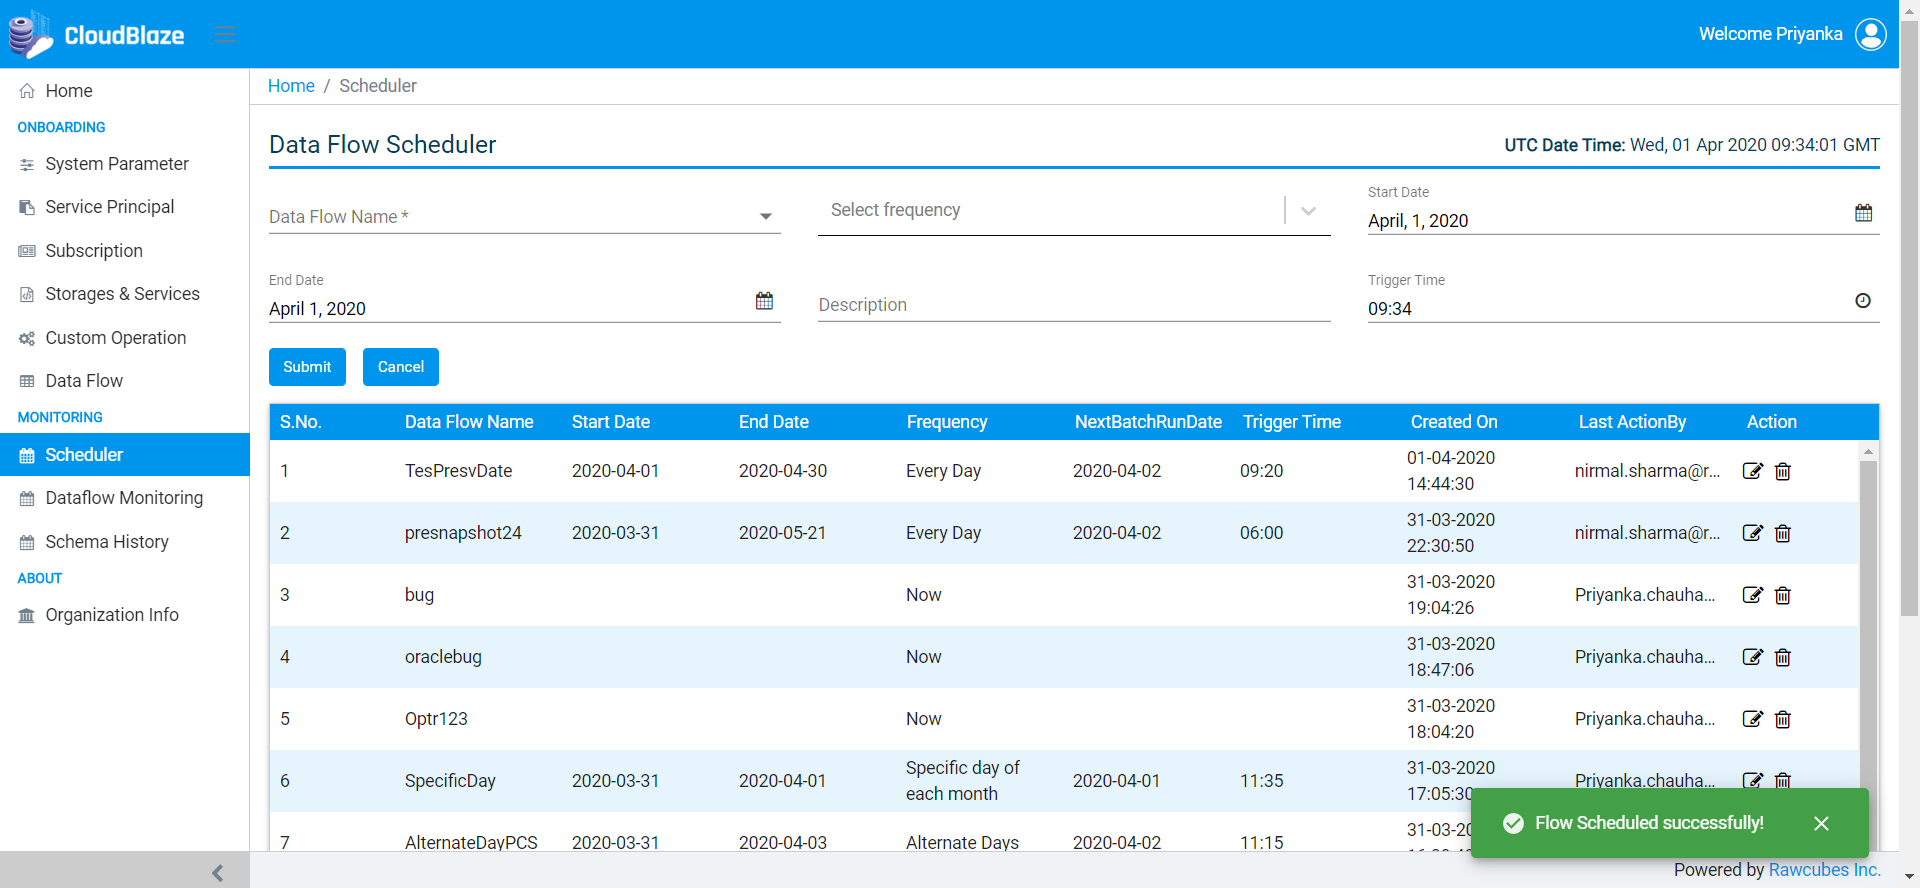 CloudBlaze
Welcome Priyanka
Home
ONBOARDING
System Parameter
Service Principal
Subscription
Storages & Services
Custom Operation
Data Flow
MONITORING
Scheduler
Dataflow Monitoring
Schema History
ABOUT
Organization Info
Home / Scheduler
Data Flow Scheduler
UTC Date Time: Wed, 01 Apr 2020 09:34:01 GMT
Data Flow Name *
Select frequency
Start Date
April, 1, 2020
End Date
April 1, 2020
Description
Trigger Time
09:34
Submit Cancel
S.No. Data Flow Name Start Date End Date Frequency NextBatchRunDate Trigger Time Created On Last ActionBy Action
1 TesPresvDate 2020-04-01 2020-04-30 Every Day 2020-04-02 09:20 01-04-2020 14:44:30 nirmal.sharma@r...
2 presnapshot24 2020-03-31 2020-05-21 Every Day 2020-04-02 06:00 31-03-2020 22:30:50 nirmal.sharma@r...
3 bug Now 31-03-2020 19:04:26 Priyanka.chauha...
4 oraclebug Now 31-03-2020 18:47:06 Priyanka.chauha...
5 Optr123 Now 31-03-2020 18:04:20 Priyanka.chauha...
6 SpecificDay 2020-03-31 2020-04-01 Specific day of each month 2020-04-01 11:35 31-03-2020 17:05:30 Priyanka.chauha...
7 AlternateDayPCS 2020-03-31 2020-04-03 Alternate Days 2020-04-02 11:15
Flow Scheduled successfully!
Powered by Rawcubes Inc.